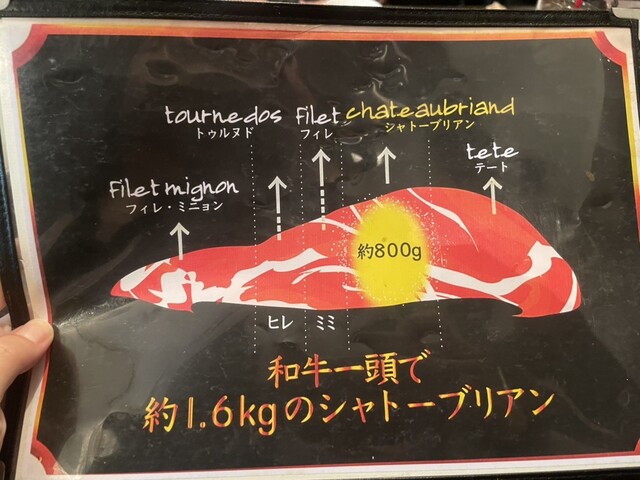 tournedos
トゥルヌド
filet
フィレ
chateaubriand
シャトーブリアン
tete
テート
filet mignon
フィレ・ミニョン
約800g
ヒレ
ミミ
和牛一頭で
約1.6kgのシャトーブリアン